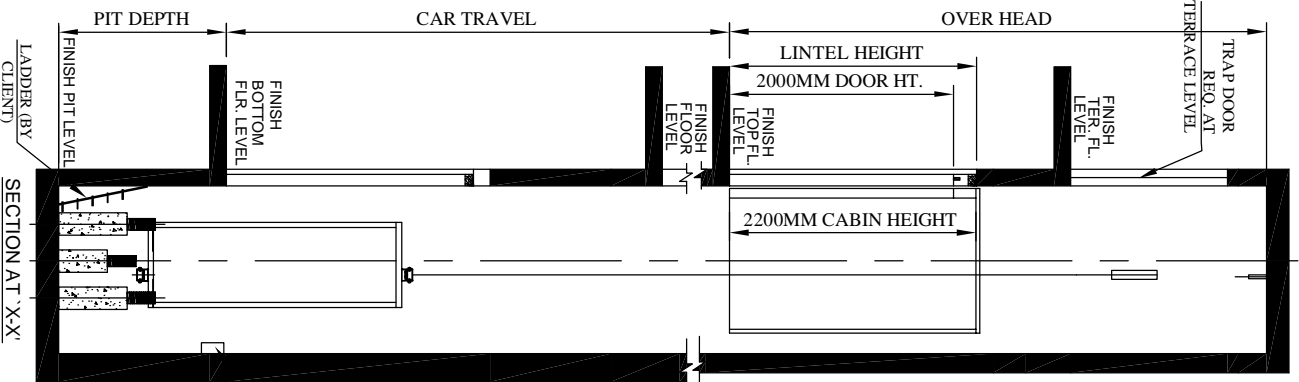 PIT DEPTH
CAR TRAVEL
OVER HEAD
LINTEL HEIGHT
2000MM DOOR HT.
TRAP DOOR
REQ. AT
TERRACE LEVEL
FINISH PIT LEVEL
LADDER (BY
CLIENT)
FINISH
BOTTOM
FLR. LEVEL
FINISH
FLOOR
LEVEL
FINISH
TOP FL.
LEVEL
FINISH
TER. FL.
LEVEL
2200MM CABIN HEIGHT
SECTION AT 'X-X'